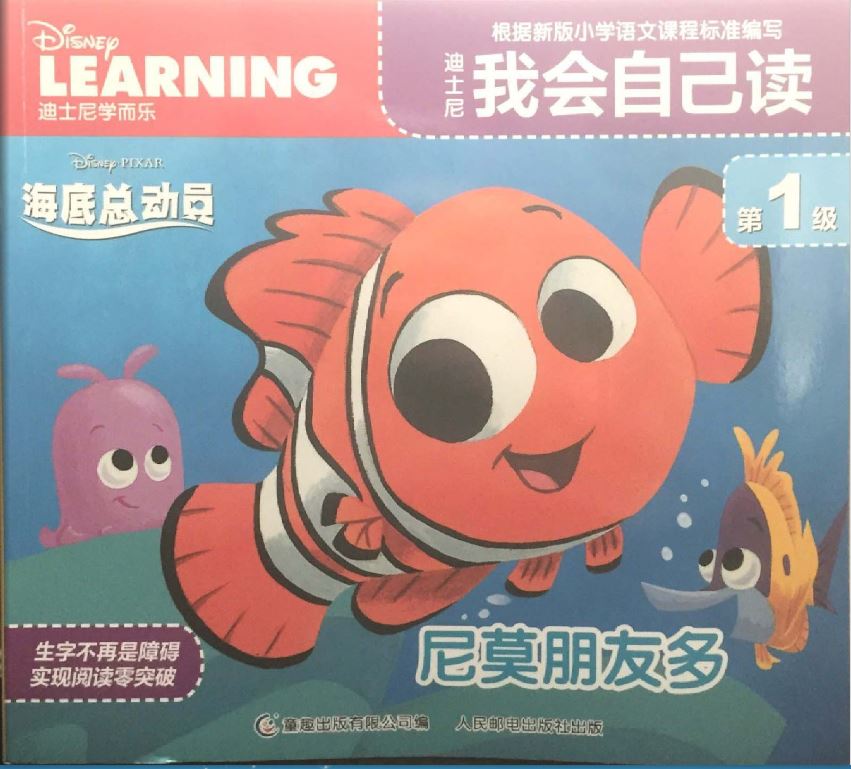 Disney
LEARNING
迪士尼学而乐
根据新版小学语文课程标准编写
迪士尼
我会自己读
Disney·PIXAR
海底总动员
第1级
生字不再是障碍
实现阅读零突破
尼莫朋友多
童趣出版有限公司编 人民邮电出版社出版